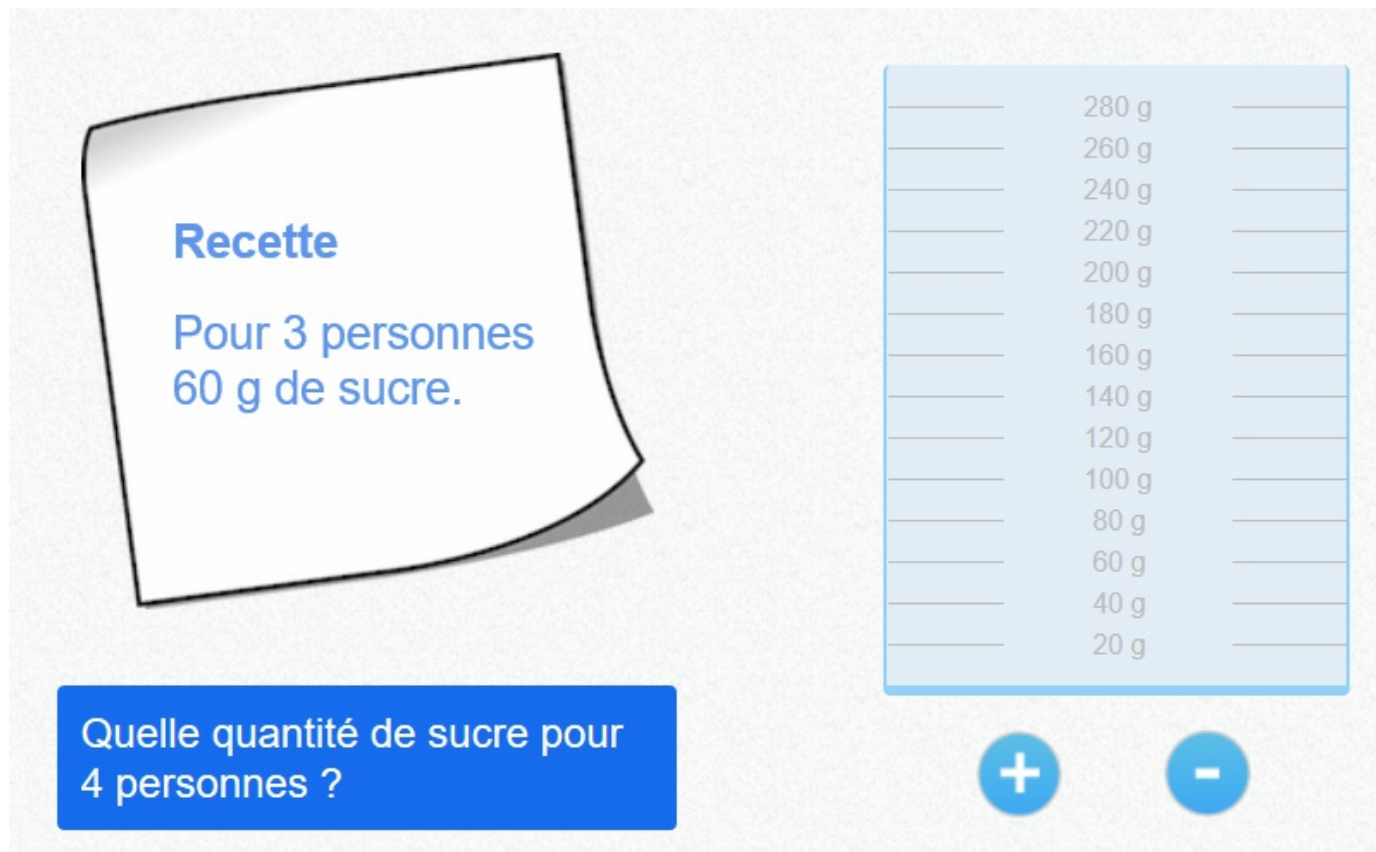 Recette
Pour 3 personnes
60 g de sucre.
Quelle quantité de sucre pour
4 personnes ?
280 g
260 g
240 g
220 g
200 g
180 g
160 g
140 g
120 g
100 g
80 g
60 g
40 g
20 g
+ -